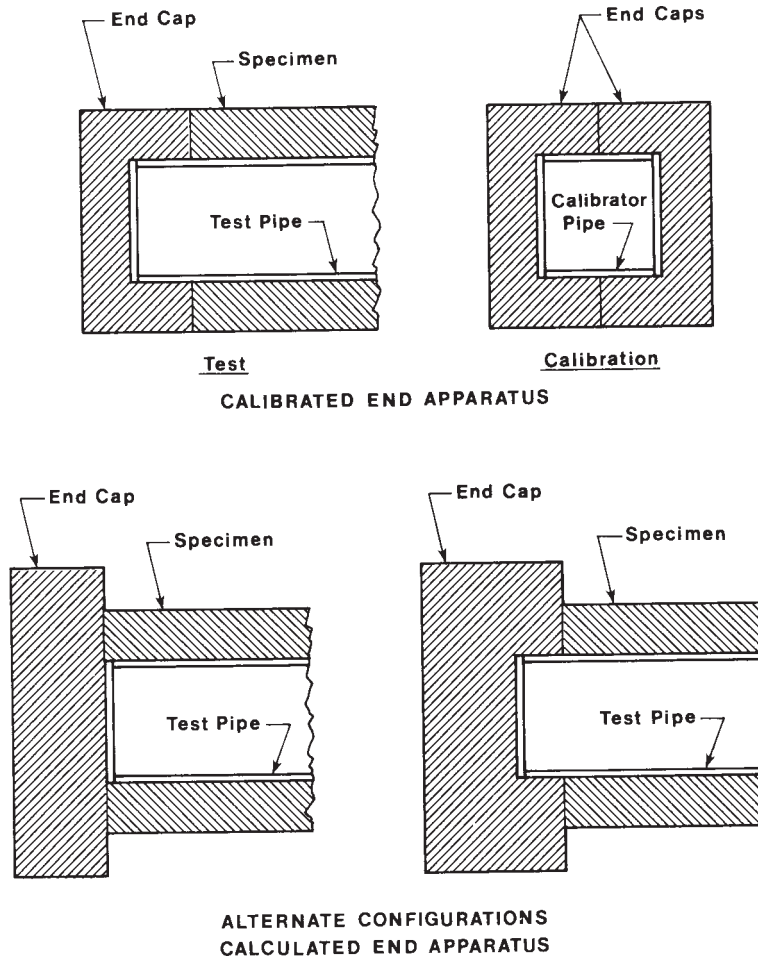 End Cap
Specimen
Test Pipe
Test
End Caps
Calibrator
Pipe
Calibration
CALIBRATED END APPARATUS
End Cap
Specimen
Test Pipe
End Cap
Specimen
Test Pipe
ALTERNATE CONFIGURATIONS
CALCULATED END APPARATUS